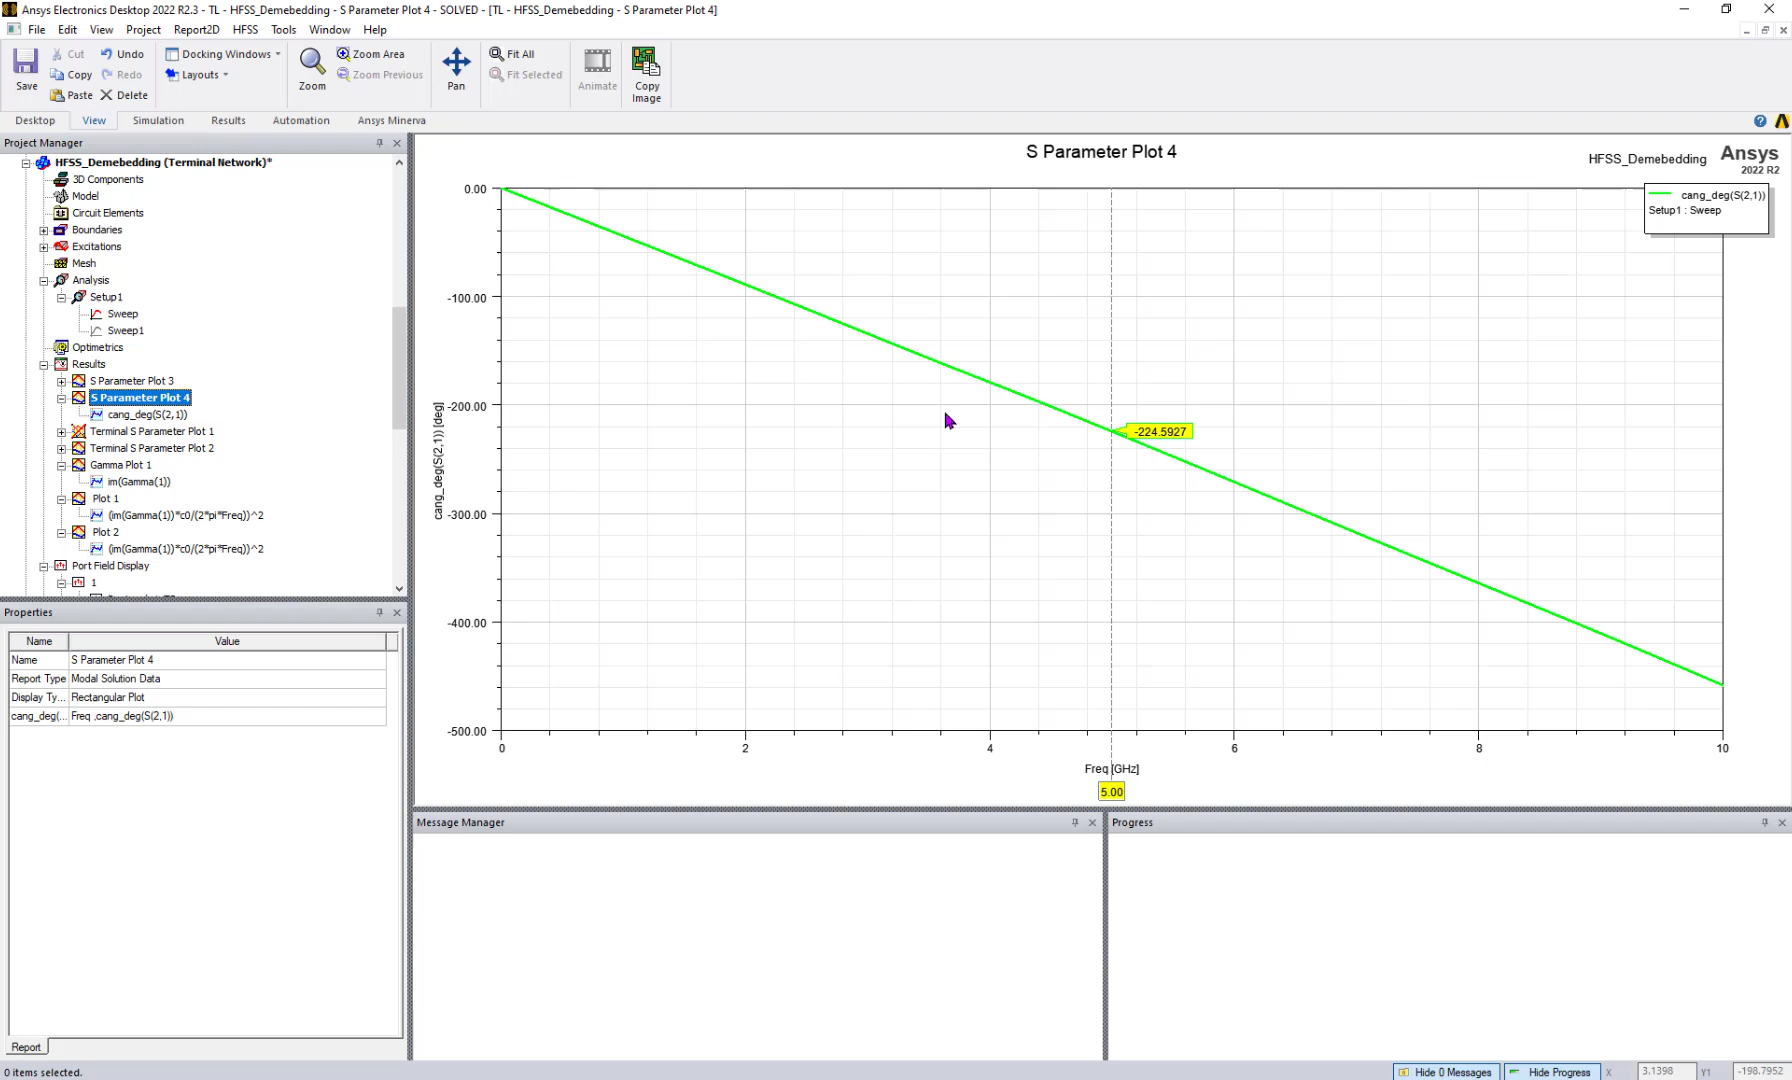 Ansys Electronics Desktop 2022 R2.3 - TL - HFSS_Demebedding - S Parameter Plot 4 - SOLVED - [TL - HFSS_Demebedding - S Parameter Plot 4]
File Edit View Project Report2D HFSS Tools Window Help
Save
Cut
Copy
Paste
Undo
Redo
Delete
Docking Windows
Layouts
Zoom
Zoom Area
Zoom Previous
Pan
Fit All
Fit Selected
Animate
Copy
Image
Desktop View Simulation Results Automation Ansys Minerva
Project Manager
HFSS_Demebedding (Terminal Network)*
3D Components
Model
Circuit Elements
Boundaries
Excitations
Mesh
Analysis
Setup1
Sweep
Sweep1
Optimetrics
Results
S Parameter Plot 3
S Parameter Plot 4
cang_deg(S(2,1))
Terminal S Parameter Plot 1
Terminal S Parameter Plot 2
Gamma Plot 1
im(Gamma(1))
Plot 1
(im(Gamma(1))*c0/(2*pi*Freq))^2
Plot 2
(im(Gamma(1))*c0/(2*pi*Freq))^2
Port Field Display
1
Properties
Name Value
Name S Parameter Plot 4
Report Type Modal Solution Data
Display Ty... Rectangular Plot
cang_deg(... Freq ,cang_deg(S(2,1))
Report
S Parameter Plot 4
HFSS_Demebedding
Ansys
2022 R2
cang_deg(S(2,1))
Setup1 : Sweep
cang_deg(S(2,1)) [deg]
0.00
-100.00
-200.00
-300.00
-400.00
-500.00
-224.5927
0 2 4 6 8 10
Freq [GHz]
5.00
Message Manager
Progress
0 items selected.
Hide 0 Messages
Hide Progress
X 3.1398 Y1 -198.7952